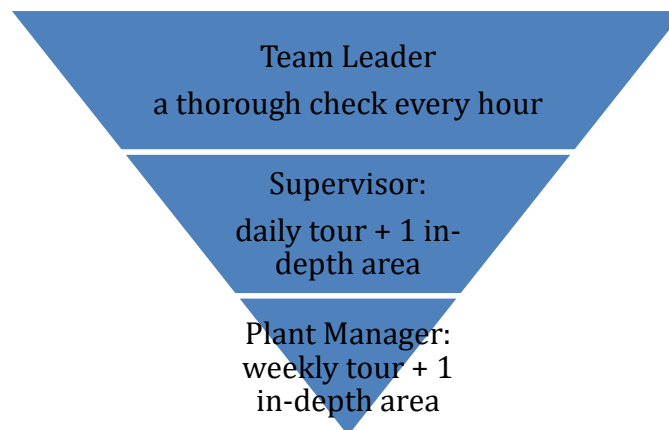 Team Leader
a thorough check every hour
Supervisor:
daily tour + 1 in-
depth area
Plant Manager:
weekly tour + 1
in-depth area